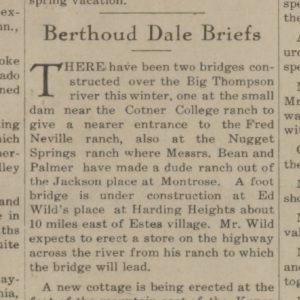 spring vacation.
Berthoud Dale Briefs
THERE have been two bridges con-
structed over the Big Thompson
river this winter, one at the small
dam near the Cotner College ranch to
give a nearer entrance to the Fred
Neville ranch, also at the Nugget
Springs ranch where Messrs. Bean and
Palmer have made a dude ranch out of
the Jackson place at Montrose. A foot
bridge is under construction at Ed
Wild's place at Harding Heights about
10 miles east of Estes village. Mr. Wild
expects to erect a store on the highway
across the river from his ranch to which
the bridge will lead.
A new cottage is being erected at the